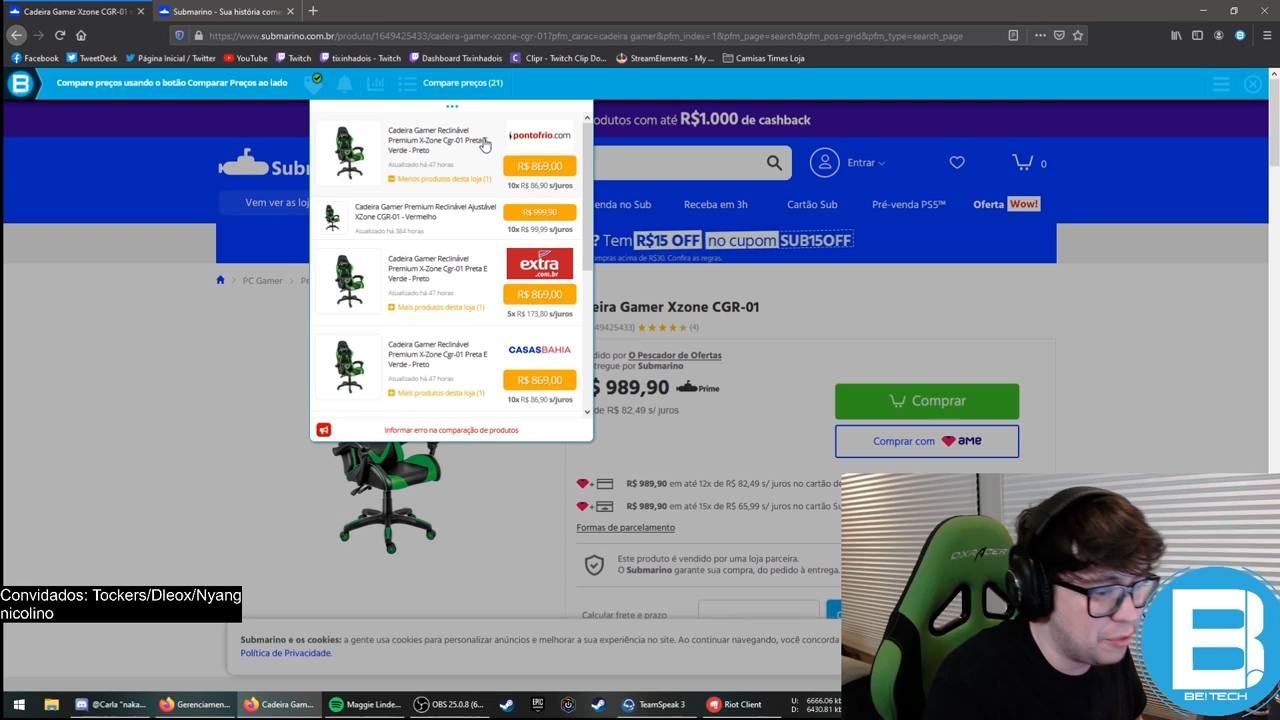 Cadeira Gamer Xzone CGR-01
Submarino - Sua história come
https://www.submarino.com.br/produto/1649425433/cadeira-gamer-xzone-cgr-01?pfm_carac=cadeira gamer&pfm_index=1&pfm_page=search&pfm_pos=grid&pfm_type=search_page
Facebook TweetDeck Página Inicial / Twitter YouTube Twitch tixinhadois - Twitch Dashboard Tixinhadois Clipr - Twitch Clip Do... StreamElements - My ... Camisas Times Loja
Compare preços usando o botão Comparar Preços ao lado
Compare preços (21)
odutos com até R$1.000 de cashback
Subm
Entrar
0
Vem ver as loj
nda no Sub Receba em 3h Cartão Sub Pré-venda PS5™ Oferta Wow!
? Tem R$15 OFF no cupom SUB15OFF
ompras acima de R$30. Confira as regras.
PC Gamer
Cadeira Gamer Reclinável
Premium X-Zone Cgr-01 Preta E
Verde - Preto
Atualizado há 47 horas
Menos produtos desta loja (1)
pontofrio.com
R$ 869,00
10x R$ 86,90 s/juros
Cadeira Gamer Premium Reclinável Ajustável
XZone CGR-01 - Vermelho
Atualizado há 384 horas
R$ 999,90
10x R$ 99,99 s/juros
Cadeira Gamer Reclinável
Premium X-Zone Cgr-01 Preta E
Verde - Preto
Atualizado há 47 horas
Mais produtos desta loja (1)
extra
.com.br
R$ 869,00
5x R$ 173,80 s/juros
Cadeira Gamer Reclinável
Premium X-Zone Cgr-01 Preta E
Verde - Preto
Atualizado há 47 horas
Mais produtos desta loja (1)
CASASBAHIA
R$ 869,00
10x R$ 86,90 s/juros
Informar erro na comparação de produtos
eira Gamer Xzone CGR-01
49425433) (4)
dido por O Pescador de Ofertas
tregue por Submarino
$ 989,90 Prime
de R$ 82,49 s/ juros
Comprar
Comprar com ame
R$ 989,90 em até 12x de R$ 82,49 s/ juros no cartão de
R$ 989,90 em até 15x de R$ 65,99 s/ juros no cartão Su
Formas de parcelamento
Este produto é vendido por uma loja parceira.
O Submarino garante sua compra, do pedido à entrega.
Calcular frete e prazo
Convidados: Tockers/Dleox/Nyang
nicolino
Submarino e os cookies: a gente usa cookies para personalizar anúncios e melhorar a sua experiência no site. Ao continuar navegando, você concorda
Política de Privacidade.
DXRACER
BE!TECH
@Carla "naka... Gerenciamen... Cadeira Gam... Maggie Linde... OBS 25.0.8 (6... TeamSpeak 3 Riot Client
U: 6666.06 k
D: 6430.81 k